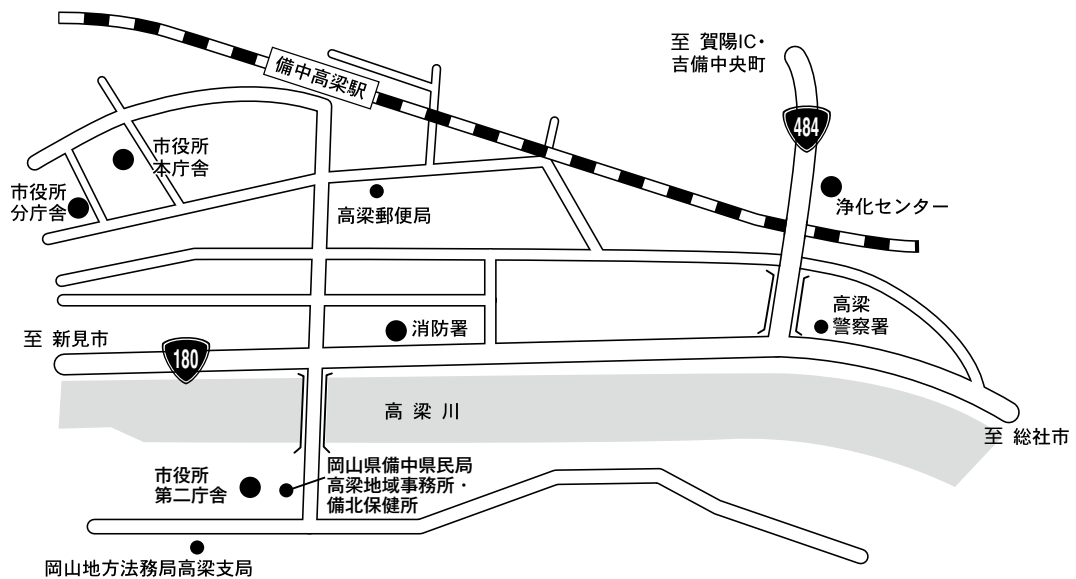 至 賀陽IC・
吉備中央町
備中高梁駅
484
市役所
本庁舎
市役所
分庁舎
浄化センター
高梁郵便局
高梁
警察署
消防署
至 新見市
180
高 梁 川
至 総社市
市役所
第二庁舎
岡山県備中県民局
高梁地域事務所・
備北保健所
岡山地方法務局高梁支局